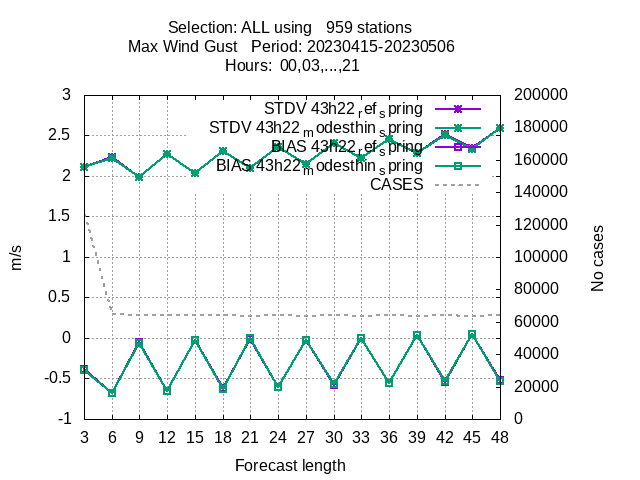 Selection: ALL using   959 stations
Max Wind Gust   Period: 20230415-20230506
Hours:  00,03,...,21
3 200000
STDV 43h22_ref_spring
2.5 180000
STDV 43h22_modesthin_spring
BIAS 43h22_ref_spring
2 160000
BIAS 43h22_modesthin_spring
CASES
1.5 140000
1 120000
0.5 100000
0 80000
-0.5 60000
-1 40000
20000
0
m/s
No cases
3 6 9 12 15 18 21 24 27 30 33 36 39 42 45 48
Forecast length